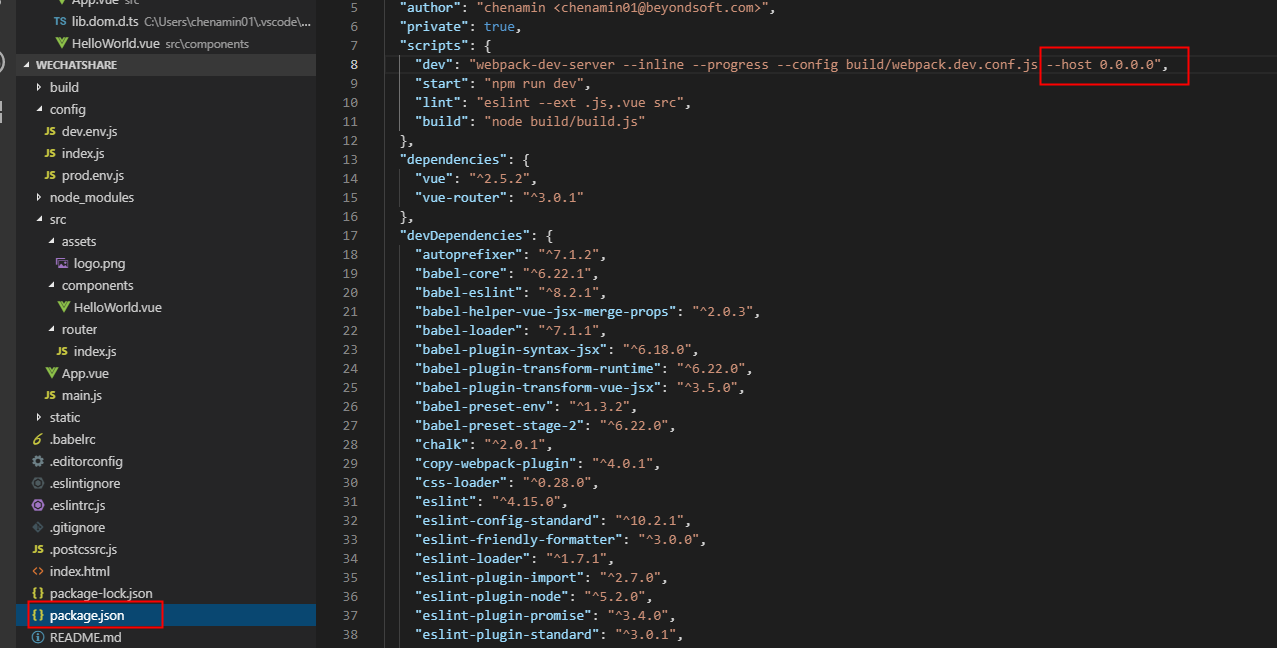 App.vue src
TS lib.dom.d.ts C:\Users\chenamin01\.vscode\...
HelloWorld.vue src\components
WECHATSHARE
build
config
JS dev.env.js
JS index.js
JS prod.env.js
node_modules
src
assets
logo.png
components
HelloWorld.vue
router
JS index.js
App.vue
JS main.js
static
.babelrc
.editorconfig
.eslintignore
.eslintrc.js
.gitignore
JS .postcssrc.js
index.html
{} package-lock.json
{} package.json
README.md
5 "author": "chenamin <chenamin01@beyondsoft.com>",
6 "private": true,
7 "scripts": {
8 "dev": "webpack-dev-server --inline --progress --config build/webpack.dev.conf.js --host 0.0.0.0",
9 "start": "npm run dev",
10 "lint": "eslint --ext .js,.vue src",
11 "build": "node build/build.js"
12 },
13 "dependencies": {
14 "vue": "^2.5.2",
15 "vue-router": "^3.0.1"
16 },
17 "devDependencies": {
18 "autoprefixer": "^7.1.2",
19 "babel-core": "^6.22.1",
20 "babel-eslint": "^8.2.1",
21 "babel-helper-vue-jsx-merge-props": "^2.0.3",
22 "babel-loader": "^7.1.1",
23 "babel-plugin-syntax-jsx": "^6.18.0",
24 "babel-plugin-transform-runtime": "^6.22.0",
25 "babel-plugin-transform-vue-jsx": "^3.5.0",
26 "babel-preset-env": "^1.3.2",
27 "babel-preset-stage-2": "^6.22.0",
28 "chalk": "^2.0.1",
29 "copy-webpack-plugin": "^4.0.1",
30 "css-loader": "^0.28.0",
31 "eslint": "^4.15.0",
32 "eslint-config-standard": "^10.2.1",
33 "eslint-friendly-formatter": "^3.0.0",
34 "eslint-loader": "^1.7.1",
35 "eslint-plugin-import": "^2.7.0",
36 "eslint-plugin-node": "^5.2.0",
37 "eslint-plugin-promise": "^3.4.0",
38 "eslint-plugin-standard": "^3.0.1",